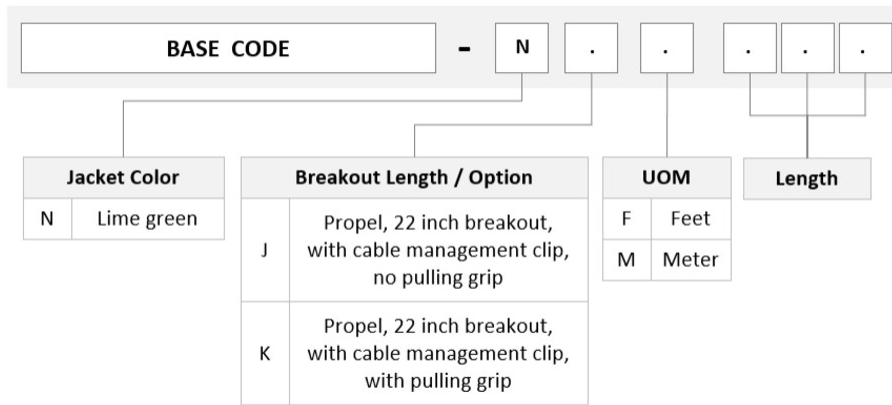 BASE CODE - N . . . . .
Jacket Color
N Lime green
Breakout Length / Option
J Propel, 22 inch breakout,
with cable management clip,
no pulling grip
K Propel, 22 inch breakout,
with cable management clip,
with pulling grip
UOM
F Feet
M Meter
Length